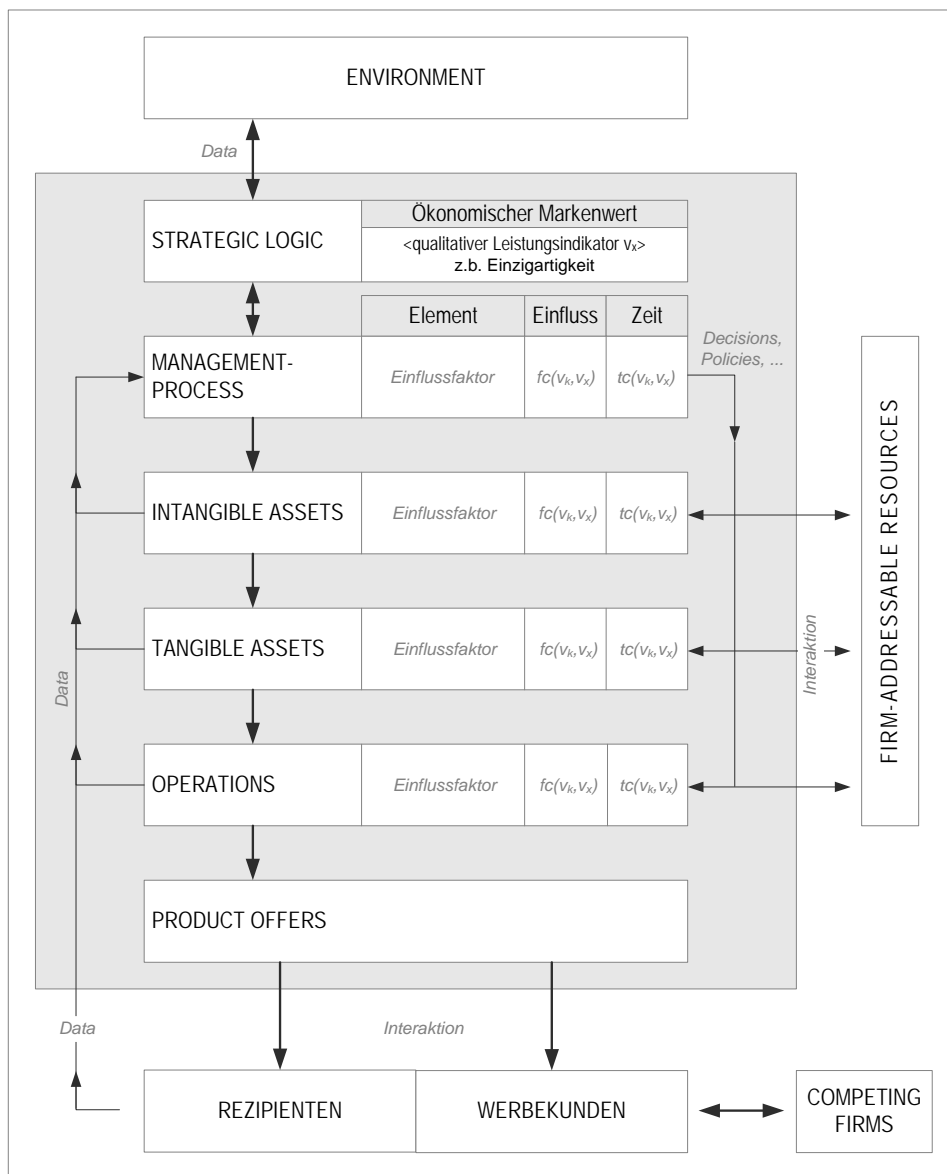 ENVIRONMENT
Data
STRATEGIC LOGIC
Ökonomischer Markenwert
<qualitativer Leistungsindikator vx>
z.b. Einzigartigkeit
Element Einfluss Zeit
MANAGEMENT-
PROCESS
Einflussfaktor fc(vk,vx) tc(vk,vx)
Decisions,
Policies, ...
INTANGIBLE ASSETS Einflussfaktor fc(vk,vx) tc(vk,vx)
TANGIBLE ASSETS Einflussfaktor fc(vk,vx) tc(vk,vx)
Data
Interaktion
FIRM-ADDRESSABLE RESOURCES
OPERATIONS Einflussfaktor fc(vk,vx) tc(vk,vx)
PRODUCT OFFERS
Data
Interaktion
REZIPIENTEN
WERBEKUNDEN
COMPETING
FIRMS